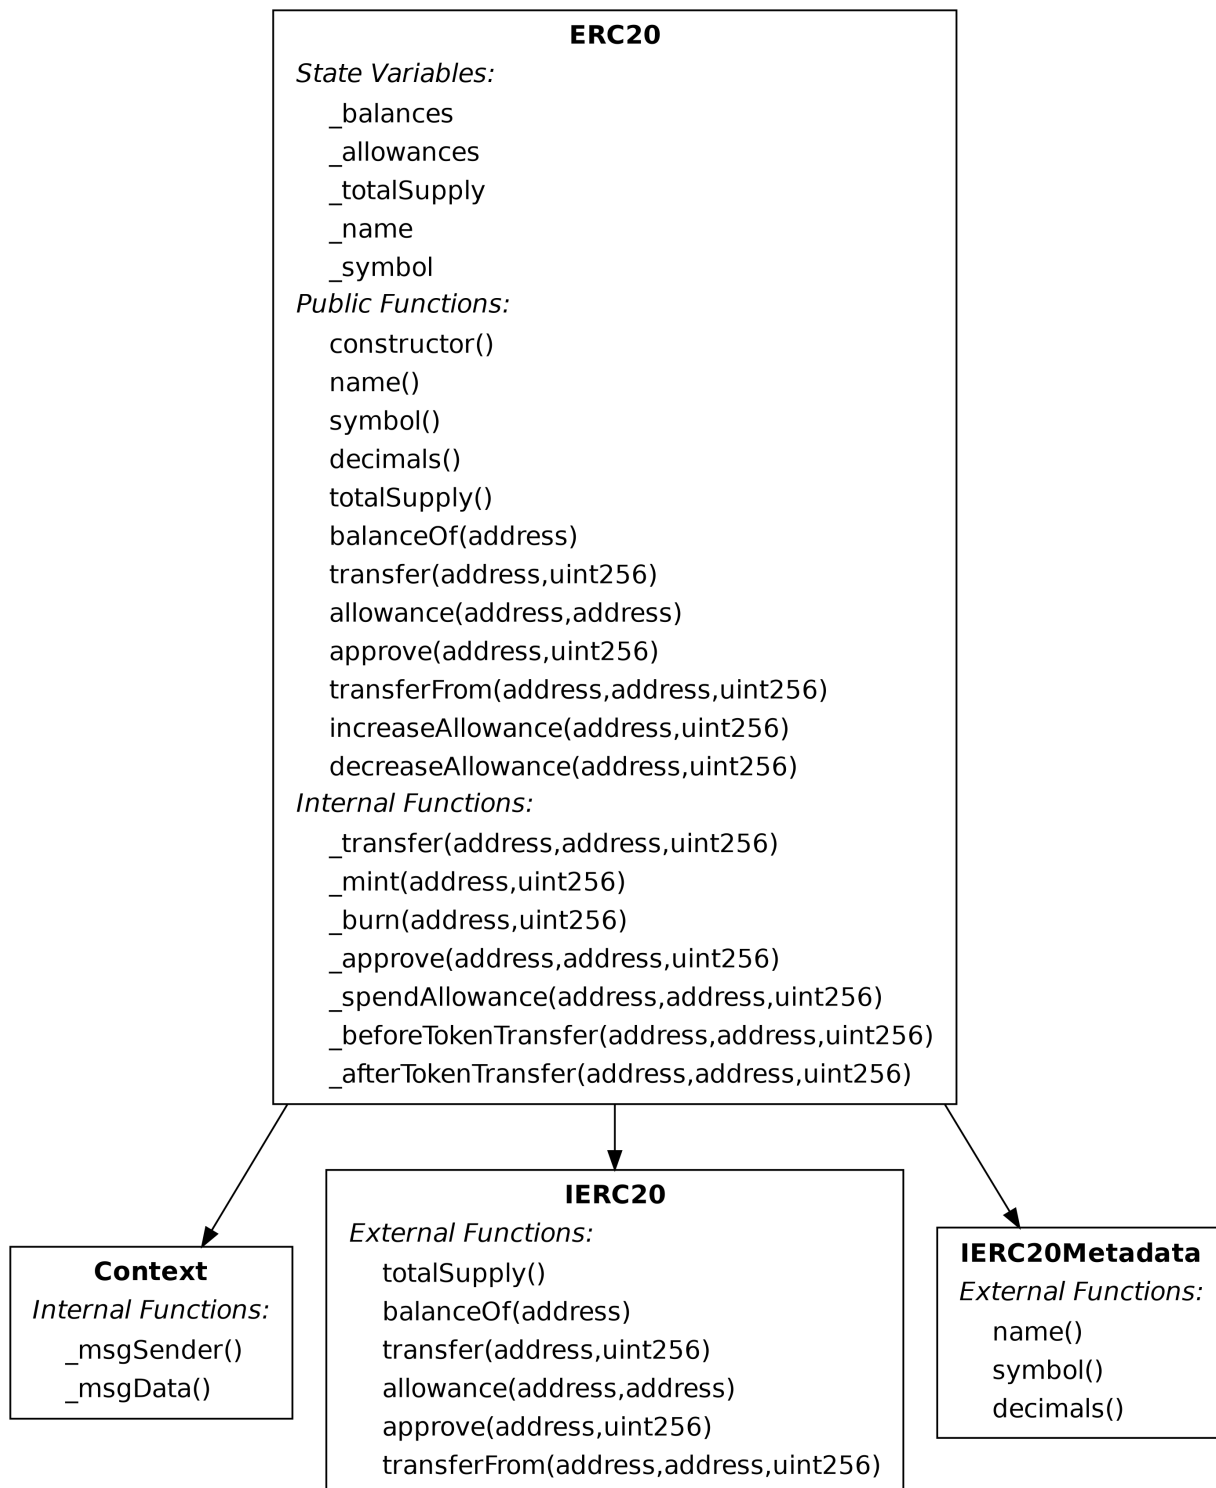 ERC20
State Variables:
_balances
_allowances
_totalSupply
_name
_symbol
Public Functions:
constructor()
name()
symbol()
decimals()
totalSupply()
balanceOf(address)
transfer(address,uint256)
allowance(address,address)
approve(address,uint256)
transferFrom(address,address,uint256)
increaseAllowance(address,uint256)
decreaseAllowance(address,uint256)
Internal Functions:
_transfer(address,address,uint256)
_mint(address,uint256)
_burn(address,uint256)
_approve(address,address,uint256)
_spendAllowance(address,address,uint256)
_beforeTokenTransfer(address,address,uint256)
_afterTokenTransfer(address,address,uint256)
Context
Internal Functions:
_msgSender()
_msgData()
IERC20
External Functions:
totalSupply()
balanceOf(address)
transfer(address,uint256)
allowance(address,address)
approve(address,uint256)
transferFrom(address,address,uint256)
IERC20Metadata
External Functions:
name()
symbol()
decimals()